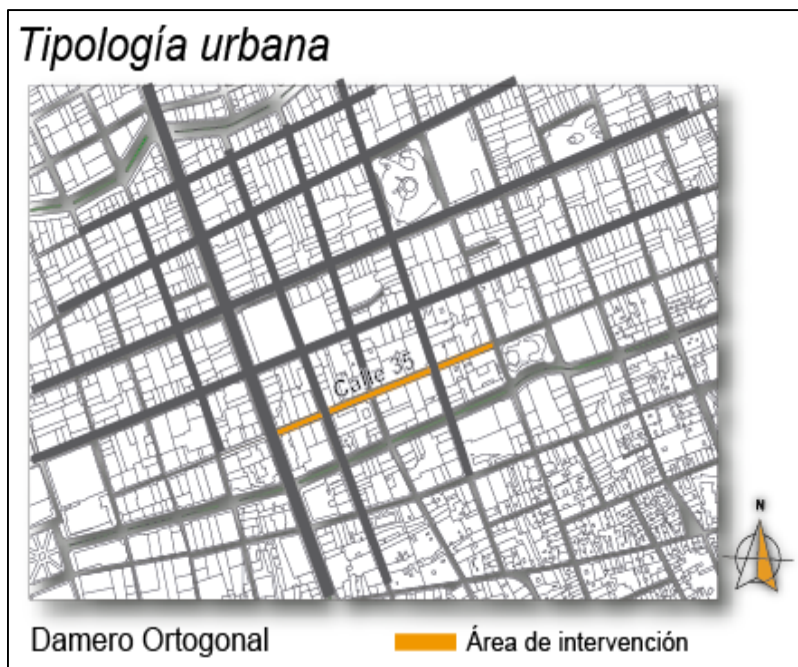 Tipología urbana
Calle 35
N
Damero Ortogonal
Área de intervención